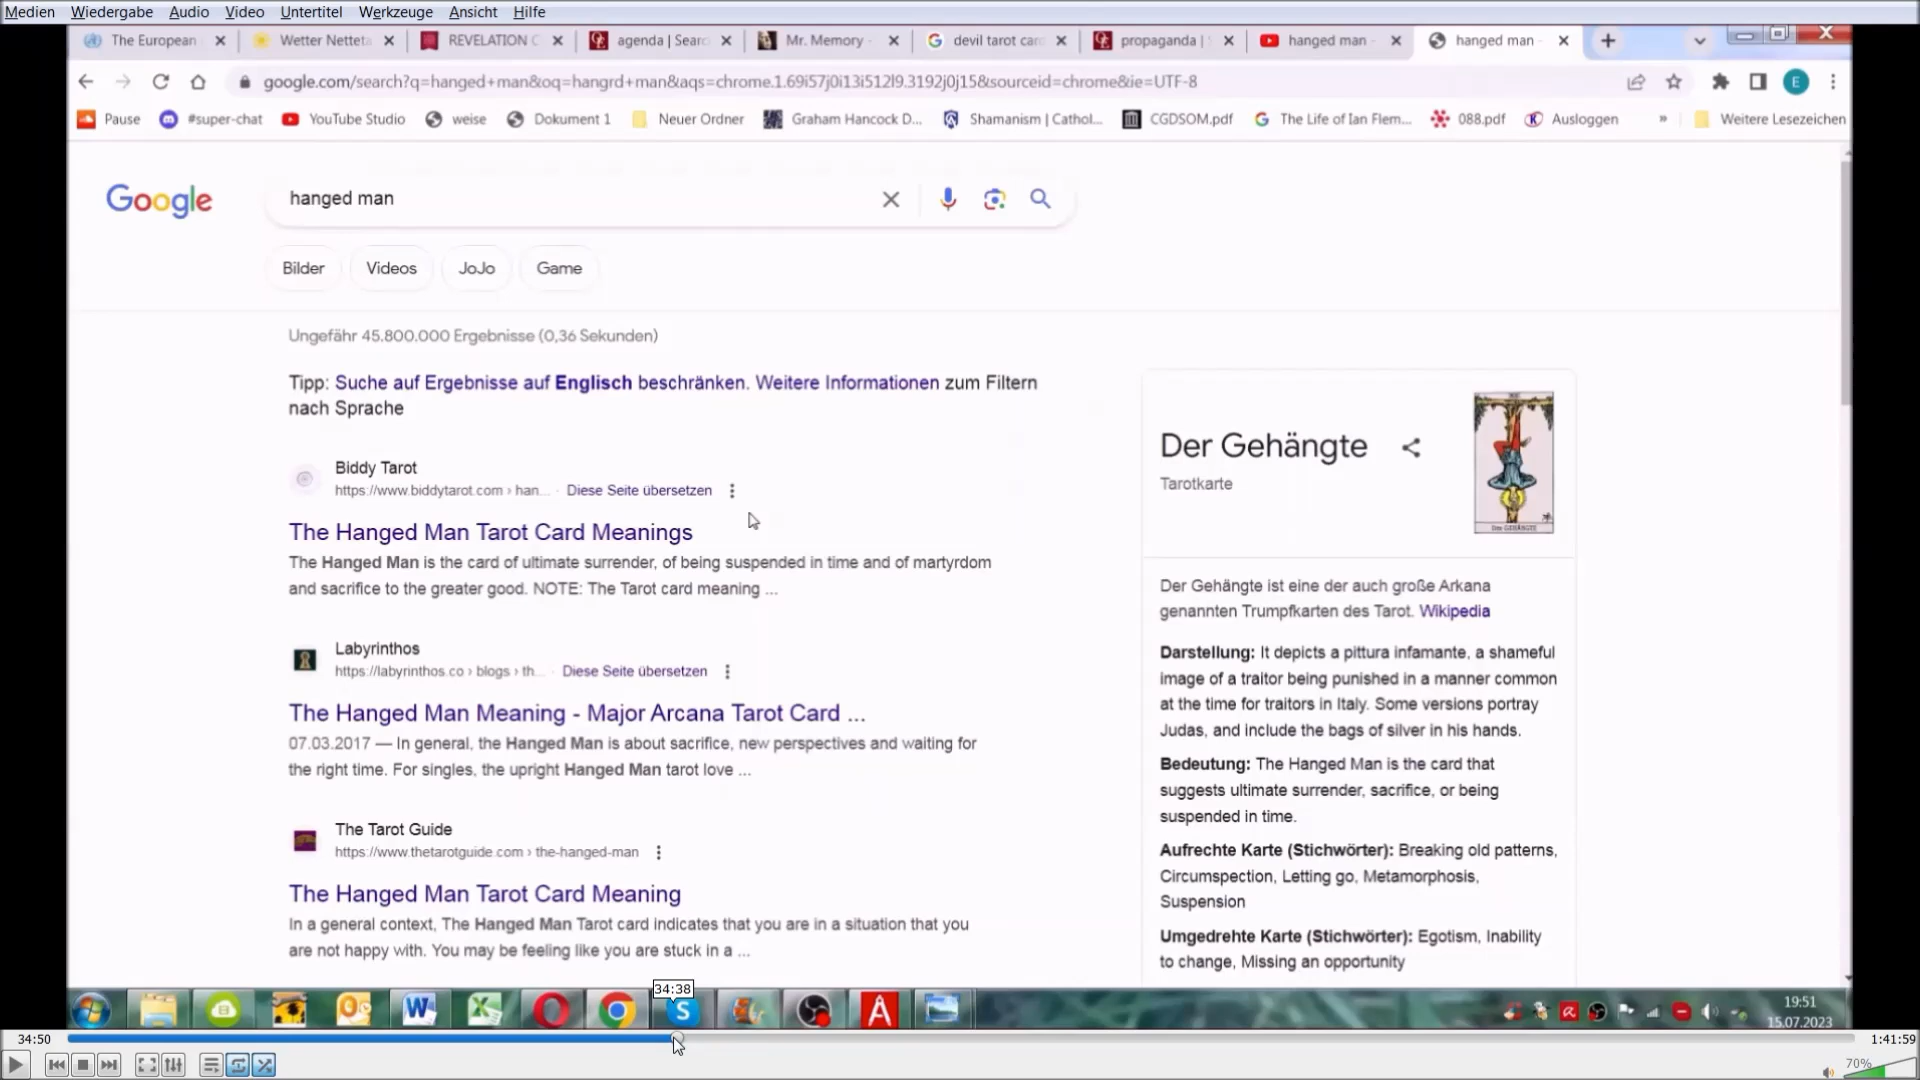 Medien Wiedergabe Audio Video Untertitel Werkzeuge Ansicht Hilfe
The European Wetter Netteta REVELATION agenda | Sear Mr. Memory - devil tarot car propaganda | hanged man - hanged man -
google.com/search?q=hanged+man&oq=hangrd+man&aqs=chrome.1.69i57j0i13i512l9.3192j0j15&sourceid=chrome&ie=UTF-8
E
Pause #super-chat YouTube Studio weise Dokument 1 Neuer Ordner Graham Hancock D... Shamanism | Cathol... CGDSOM.pdf The Life of Ian Flem... 088.pdf Ausloggen » Weitere Lesezeichen
Google
hanged man
Bilder Videos JoJo Game
Ungefähr 45.800.000 Ergebnisse (0,36 Sekunden)
Tipp: Suche auf Ergebnisse auf Englisch beschränken. Weitere Informationen zum Filtern
nach Sprache
Biddy Tarot
https://www.biddytarot.com › han... · Diese Seite übersetzen
The Hanged Man Tarot Card Meanings
The Hanged Man is the card of ultimate surrender, of being suspended in time and of martyrdom
and sacrifice to the greater good. NOTE: The Tarot card meaning ...
Labyrinthos
https://labyrinthos.co › blogs › th... · Diese Seite übersetzen
The Hanged Man Meaning - Major Arcana Tarot Card ...
07.03.2017 — In general, the Hanged Man is about sacrifice, new perspectives and waiting for
the right time. For singles, the upright Hanged Man tarot love ...
The Tarot Guide
https://www.thetarotguide.com › the-hanged-man
The Hanged Man Tarot Card Meaning
In a general context, The Hanged Man Tarot card indicates that you are in a situation that you
are not happy with. You may be feeling like you are stuck in a ...
Der Gehängte
Tarotkarte
Der GEHÄNGTE
Der Gehängte ist eine der auch große Arkana
genannten Trumpfkarten des Tarot. Wikipedia
Darstellung: It depicts a pittura infamante, a shameful
image of a traitor being punished in a manner common
at the time for traitors in Italy. Some versions portray
Judas, and include the bags of silver in his hands.
Bedeutung: The Hanged Man is the card that
suggests ultimate surrender, sacrifice, or being
suspended in time.
Aufrechte Karte (Stichwörter): Breaking old patterns,
Circumspection, Letting go, Metamorphosis,
Suspension
Umgedrehte Karte (Stichwörter): Egotism, Inability
to change, Missing an opportunity
34:38
19:51
15.07.2023
34:50
1:41:59
70%